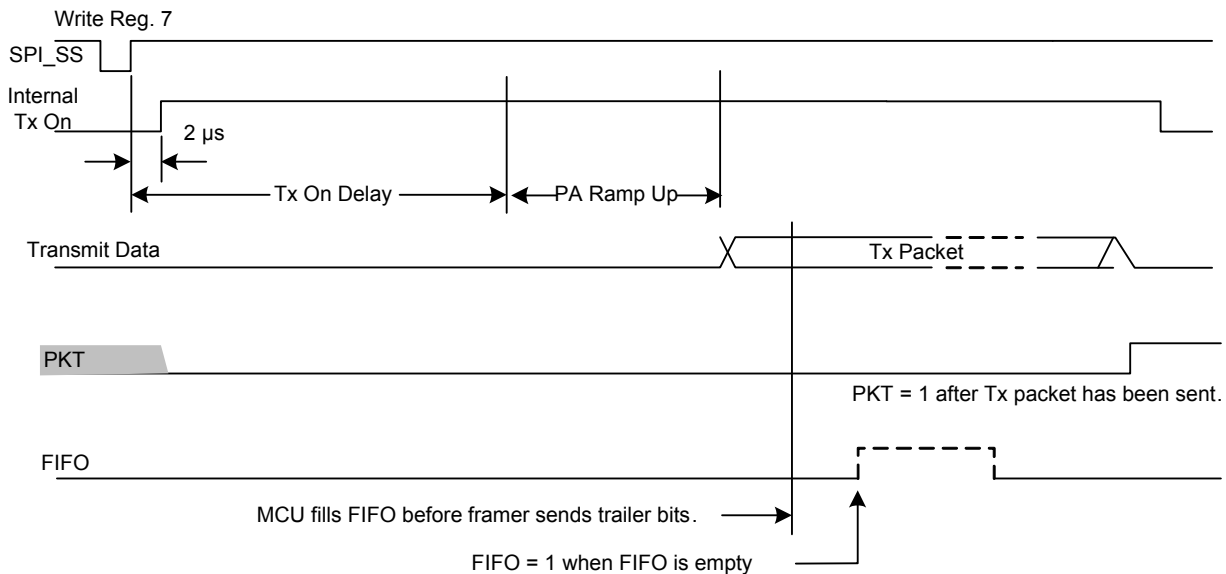 Write Reg. 7
SPI_SS
Internal
Tx On
2 µs
Tx On Delay
PA Ramp Up
Transmit Data
Tx Packet
PKT
PKT = 1 after Tx packet has been sent.
FIFO
MCU fills FIFO before framer sends trailer bits.
FIFO = 1 when FIFO is empty